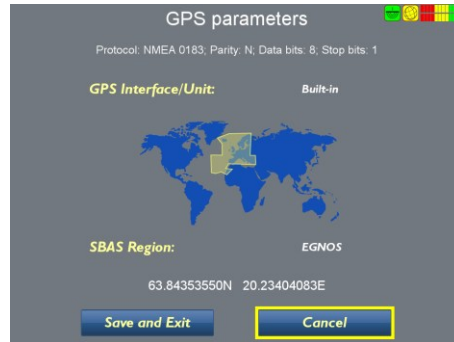 GPS parameters
Protocol: NMEA 0183; Parity: N; Data bits: 8; Stop bits: 1
GPS Interface/Unit: Built-in
SBAS Region: EGNOS
63.84353550N 20.23404083E
Save and Exit Cancel